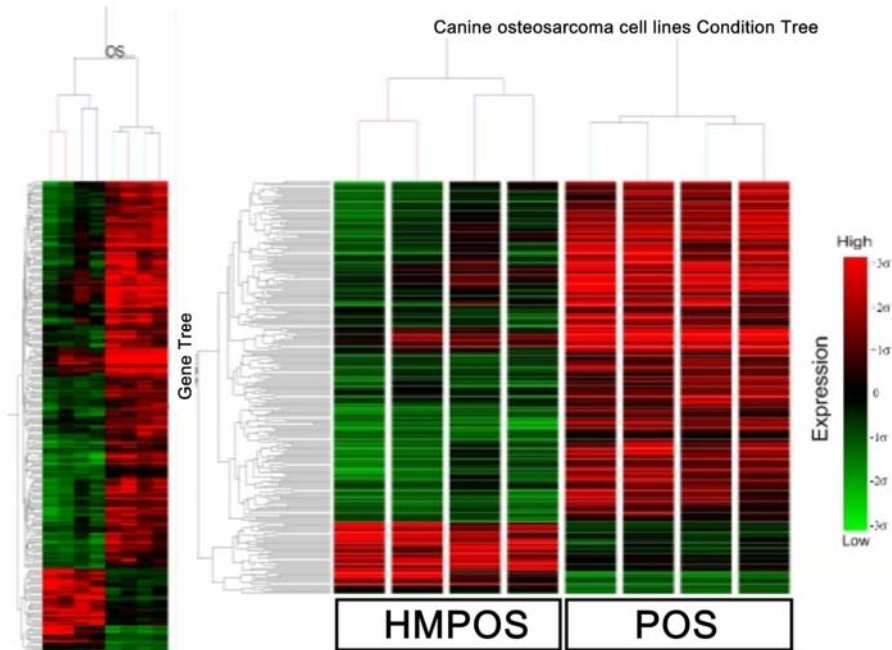 Canine osteosarcoma cell lines Condition Tree
OS...
Gene Tree
High
Expression
+3σ
-2σ
-1σ
0
-1σ
-2σ
-3σ
Low
HMPOS
POS